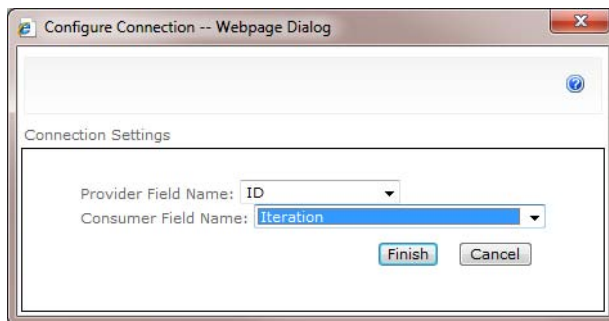 Configure Connection -- Webpage Dialog
Connection Settings
Provider Field Name: ID
Consumer Field Name: Iteration
Finish Cancel